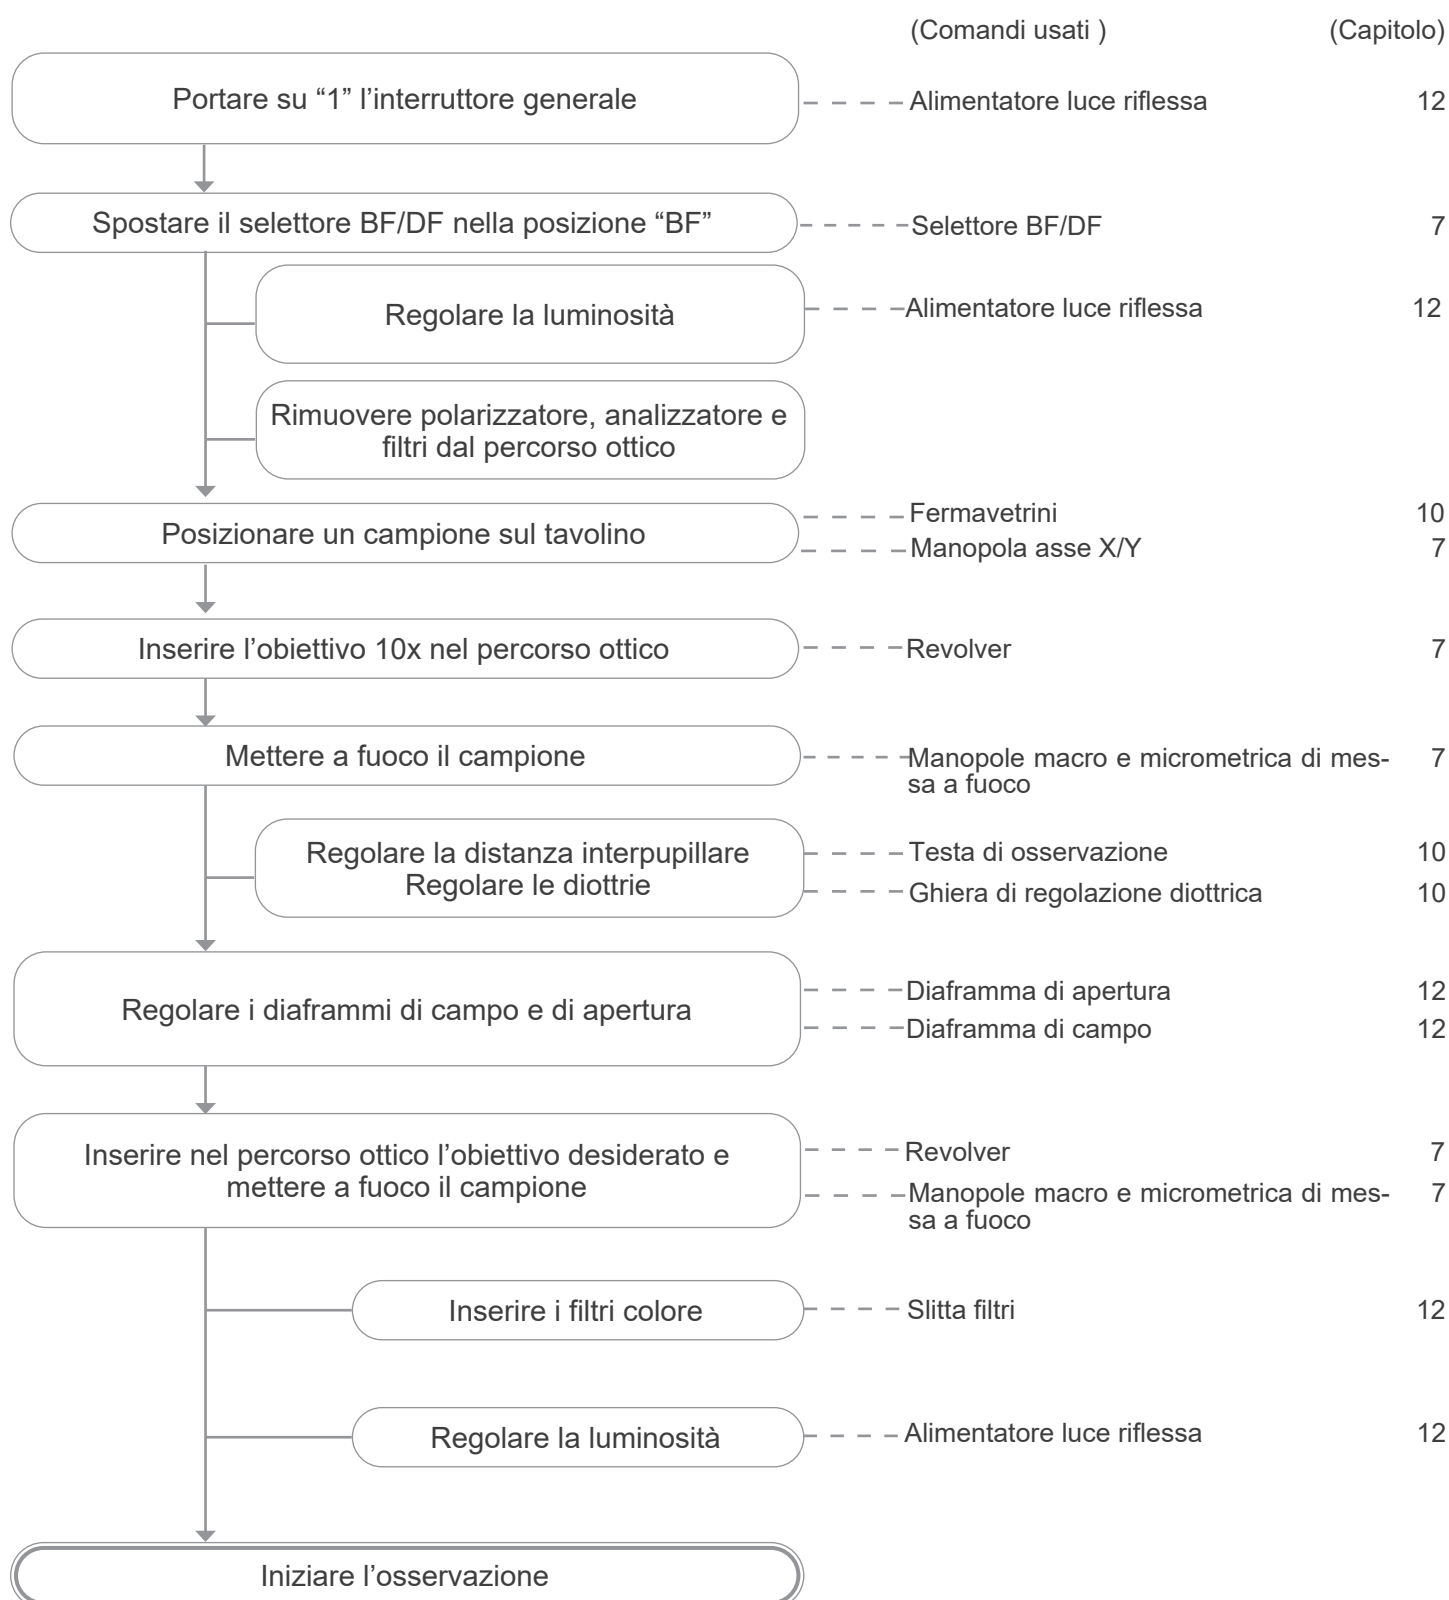 (Comandi usati ) (Capitolo)
Portare su “1” l’interruttore generale
Alimentatore luce riflessa 12
Spostare il selettore BF/DF nella posizione “BF”
Selettore BF/DF 7
Regolare la luminosità
Alimentatore luce riflessa 12
Rimuovere polarizzatore, analizzatore e
filtri dal percorso ottico
Posizionare un campione sul tavolino
Fermavetrini 10
Manopola asse X/Y 7
Inserire l’obiettivo 10x nel percorso ottico
Revolver 7
Mettere a fuoco il campione
Manopole macro e micrometrica di mes- 7
sa a fuoco
Regolare la distanza interpupillare
Regolare le diottrie
Testa di osservazione 10
Ghiera di regolazione diottrica 10
Regolare i diaframmi di campo e di apertura
Diaframma di apertura 12
Diaframma di campo 12
Inserire nel percorso ottico l’obiettivo desiderato e
mettere a fuoco il campione
Revolver 7
Manopole macro e micrometrica di mes- 7
sa a fuoco
Inserire i filtri colore
Slitta filtri 12
Regolare la luminosità
Alimentatore luce riflessa 12
Iniziare l’osservazione